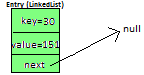 Entry (LinkedList)
key=30
null
value=151
next